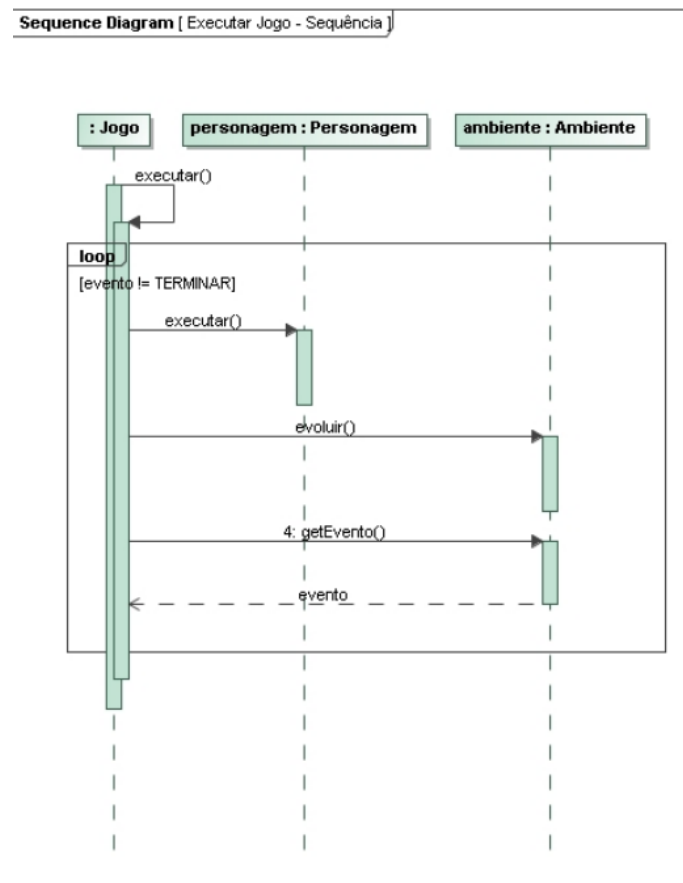 Sequence Diagram [ Executar Jogo - Sequência ]
: Jogo
personagem : Personagem
ambiente : Ambiente
executar()
loop
[evento != TERMINAR]
executar()
evoluir()
4: getEvento()
evento